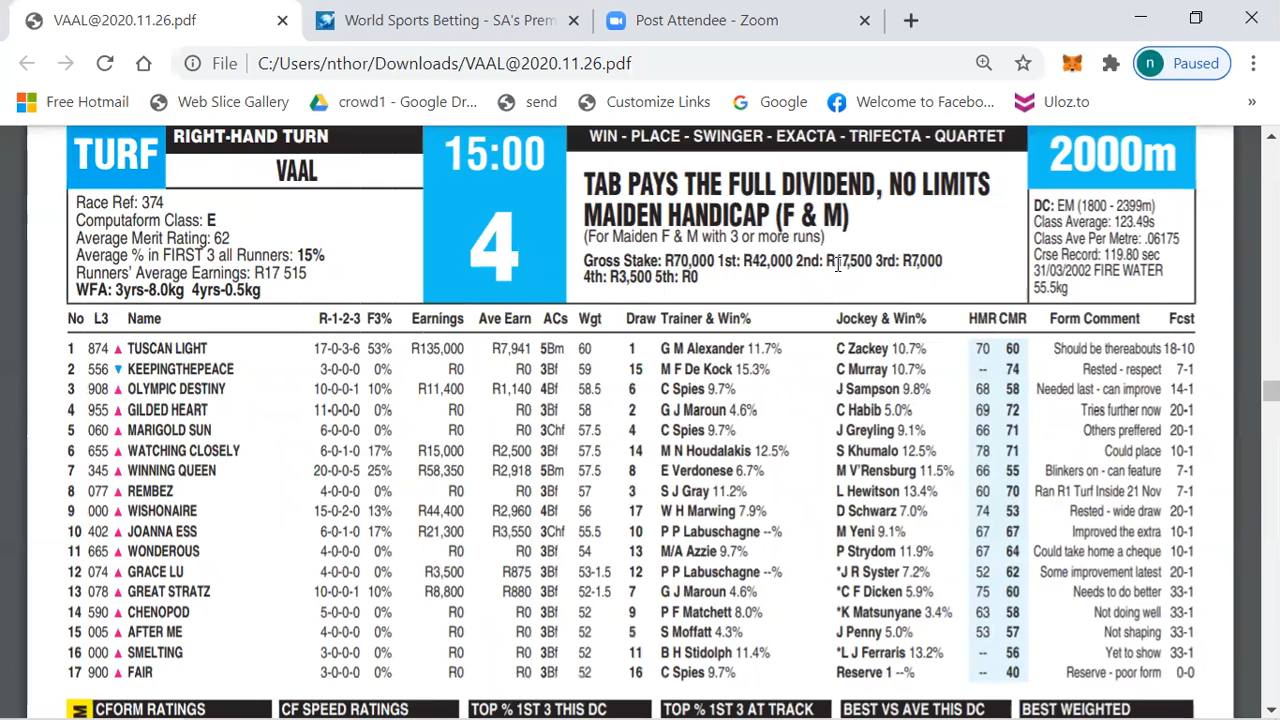 VAAL@2020.11.26.pdf
World Sports Betting - SA's Prem
Post Attendee - Zoom
File C:/Users/nthor/Downloads/VAAL@2020.11.26.pdf
n Paused
Free Hotmail Web Slice Gallery crowd1 - Google Dr... send Customize Links Google Welcome to Facebo... Uloz.to »
TURF RIGHT-HAND TURN
VAAL
Race Ref: 374
Computaform Class: E
Average Merit Rating: 62
Average % in FIRST 3 all Runners: 15%
Runners' Average Earnings: R17 515
WFA: 3yrs-8.0kg 4yrs-0.5kg
15:00
4
WIN - PLACE - SWINGER - EXACTA - TRIFECTA - QUARTET
TAB PAYS THE FULL DIVIDEND, NO LIMITS
MAIDEN HANDICAP (F & M)
(For Maiden F & M with 3 or more runs)
Gross Stake: R70,000 1st: R42,000 2nd: R17,500 3rd: R7,000
4th: R3,500 5th: R0
2000m
DC: EM (1800 - 2399m)
Class Average: 123.49s
Class Ave Per Metre: .06175
Crse Record: 119.80 sec
31/03/2002 FIRE WATER
55.5kg
No L3 Name R-1-2-3 F3% Earnings Ave Earn ACs Wgt Draw Trainer & Win% Jockey & Win% HMR CMR Form Comment Fcst
1 874 ▲ TUSCAN LIGHT 17-0-3-6 53% R135,000 R7,941 5Bm 60 1 G M Alexander 11.7% C Zackey 10.7% 70 60 Should be thereabouts 18-10
2 556 ▼ KEEPINGTHEPEACE 3-0-0-0 0% R0 R0 3Bf 59 15 M F De Kock 15.3% C Murray 10.7% -- 74 Rested - respect 7-1
3 908 ▲ OLYMPIC DESTINY 10-0-0-1 10% R11,400 R1,140 4Bf 58.5 6 C Spies 9.7% J Sampson 9.8% 68 58 Needed last - can improve 14-1
4 955 ▲ GILDED HEART 11-0-0-0 0% R0 R0 3Bf 58 2 G J Maroun 4.6% C Habib 5.0% 69 72 Tries further now 20-1
5 060 ▲ MARIGOLD SUN 6-0-0-0 0% R0 R0 3Chf 57.5 4 C Spies 9.7% J Greyling 9.1% 66 71 Others preffered 20-1
6 655 ▲ WATCHING CLOSELY 6-0-1-0 17% R15,000 R2,500 3Bf 57.5 14 M N Houdalakis 12.5% S Khumalo 12.5% 78 71 Could place 10-1
7 345 ▲ WINNING QUEEN 20-0-0-5 25% R58,350 R2,918 5Bm 57.5 8 E Verdonese 6.7% M V'Rensburg 11.5% 66 55 Blinkers on - can feature 7-1
8 077 ▲ REMBEZ 4-0-0-0 0% R0 R0 3Bf 57 3 S J Gray 11.2% L Hewitson 13.4% 60 70 Ran R1 Turf Inside 21 Nov 7-1
9 000 ▲ WISHONAIRE 15-0-2-0 13% R44,400 R2,960 4Bf 56 17 W H Marwing 7.9% D Schwarz 7.0% 74 53 Rested - wide draw 20-1
10 402 ▲ JOANNA ESS 6-0-1-0 17% R21,300 R3,550 3Chf 55.5 10 P P Labuschagne --% M Yeni 9.1% 67 67 Improved the extra 10-1
11 665 ▲ WONDEROUS 4-0-0-0 0% R0 R0 3Bf 54 13 M/A Azzie 9.7% P Strydom 11.9% 67 64 Could take home a cheque 10-1
12 074 ▲ GRACE LU 4-0-0-0 0% R3,500 R875 3Bf 53-1.5 12 P P Labuschagne --% *J R Syster 7.2% 52 62 Some improvement latest 20-1
13 078 ▲ GREAT STRATZ 10-0-0-1 10% R8,800 R880 3Bf 52-1.5 7 G J Maroun 4.6% *C F Dicken 5.9% 75 60 Needs to do better 33-1
14 590 ▲ CHENOPOD 5-0-0-0 0% R0 R0 3Bf 52 9 P F Matchett 8.0% *K Matsunyane 3.4% 63 58 Not doing well 33-1
15 005 ▲ AFTER ME 4-0-0-0 0% R0 R0 3Bf 52 5 S Moffatt 4.3% J Penny 5.0% 53 57 Not shaping 33-1
16 000 ▲ SMELTING 3-0-0-0 0% R0 R0 3Bf 52 11 B H Stidolph 11.4% *L J Ferraris 13.2% -- 56 Yet to show 33-1
17 900 ▲ FAIR 3-0-0-0 0% R0 R0 3Bf 52 16 C Spies 9.7% Reserve 1 --% -- 40 Reserve - poor form 0-0
M CFORM RATINGS CF SPEED RATINGS TOP % 1ST 3 THIS DC TOP % 1ST 3 AT TRACK BEST VS AVE THIS DC BEST WEIGHTED